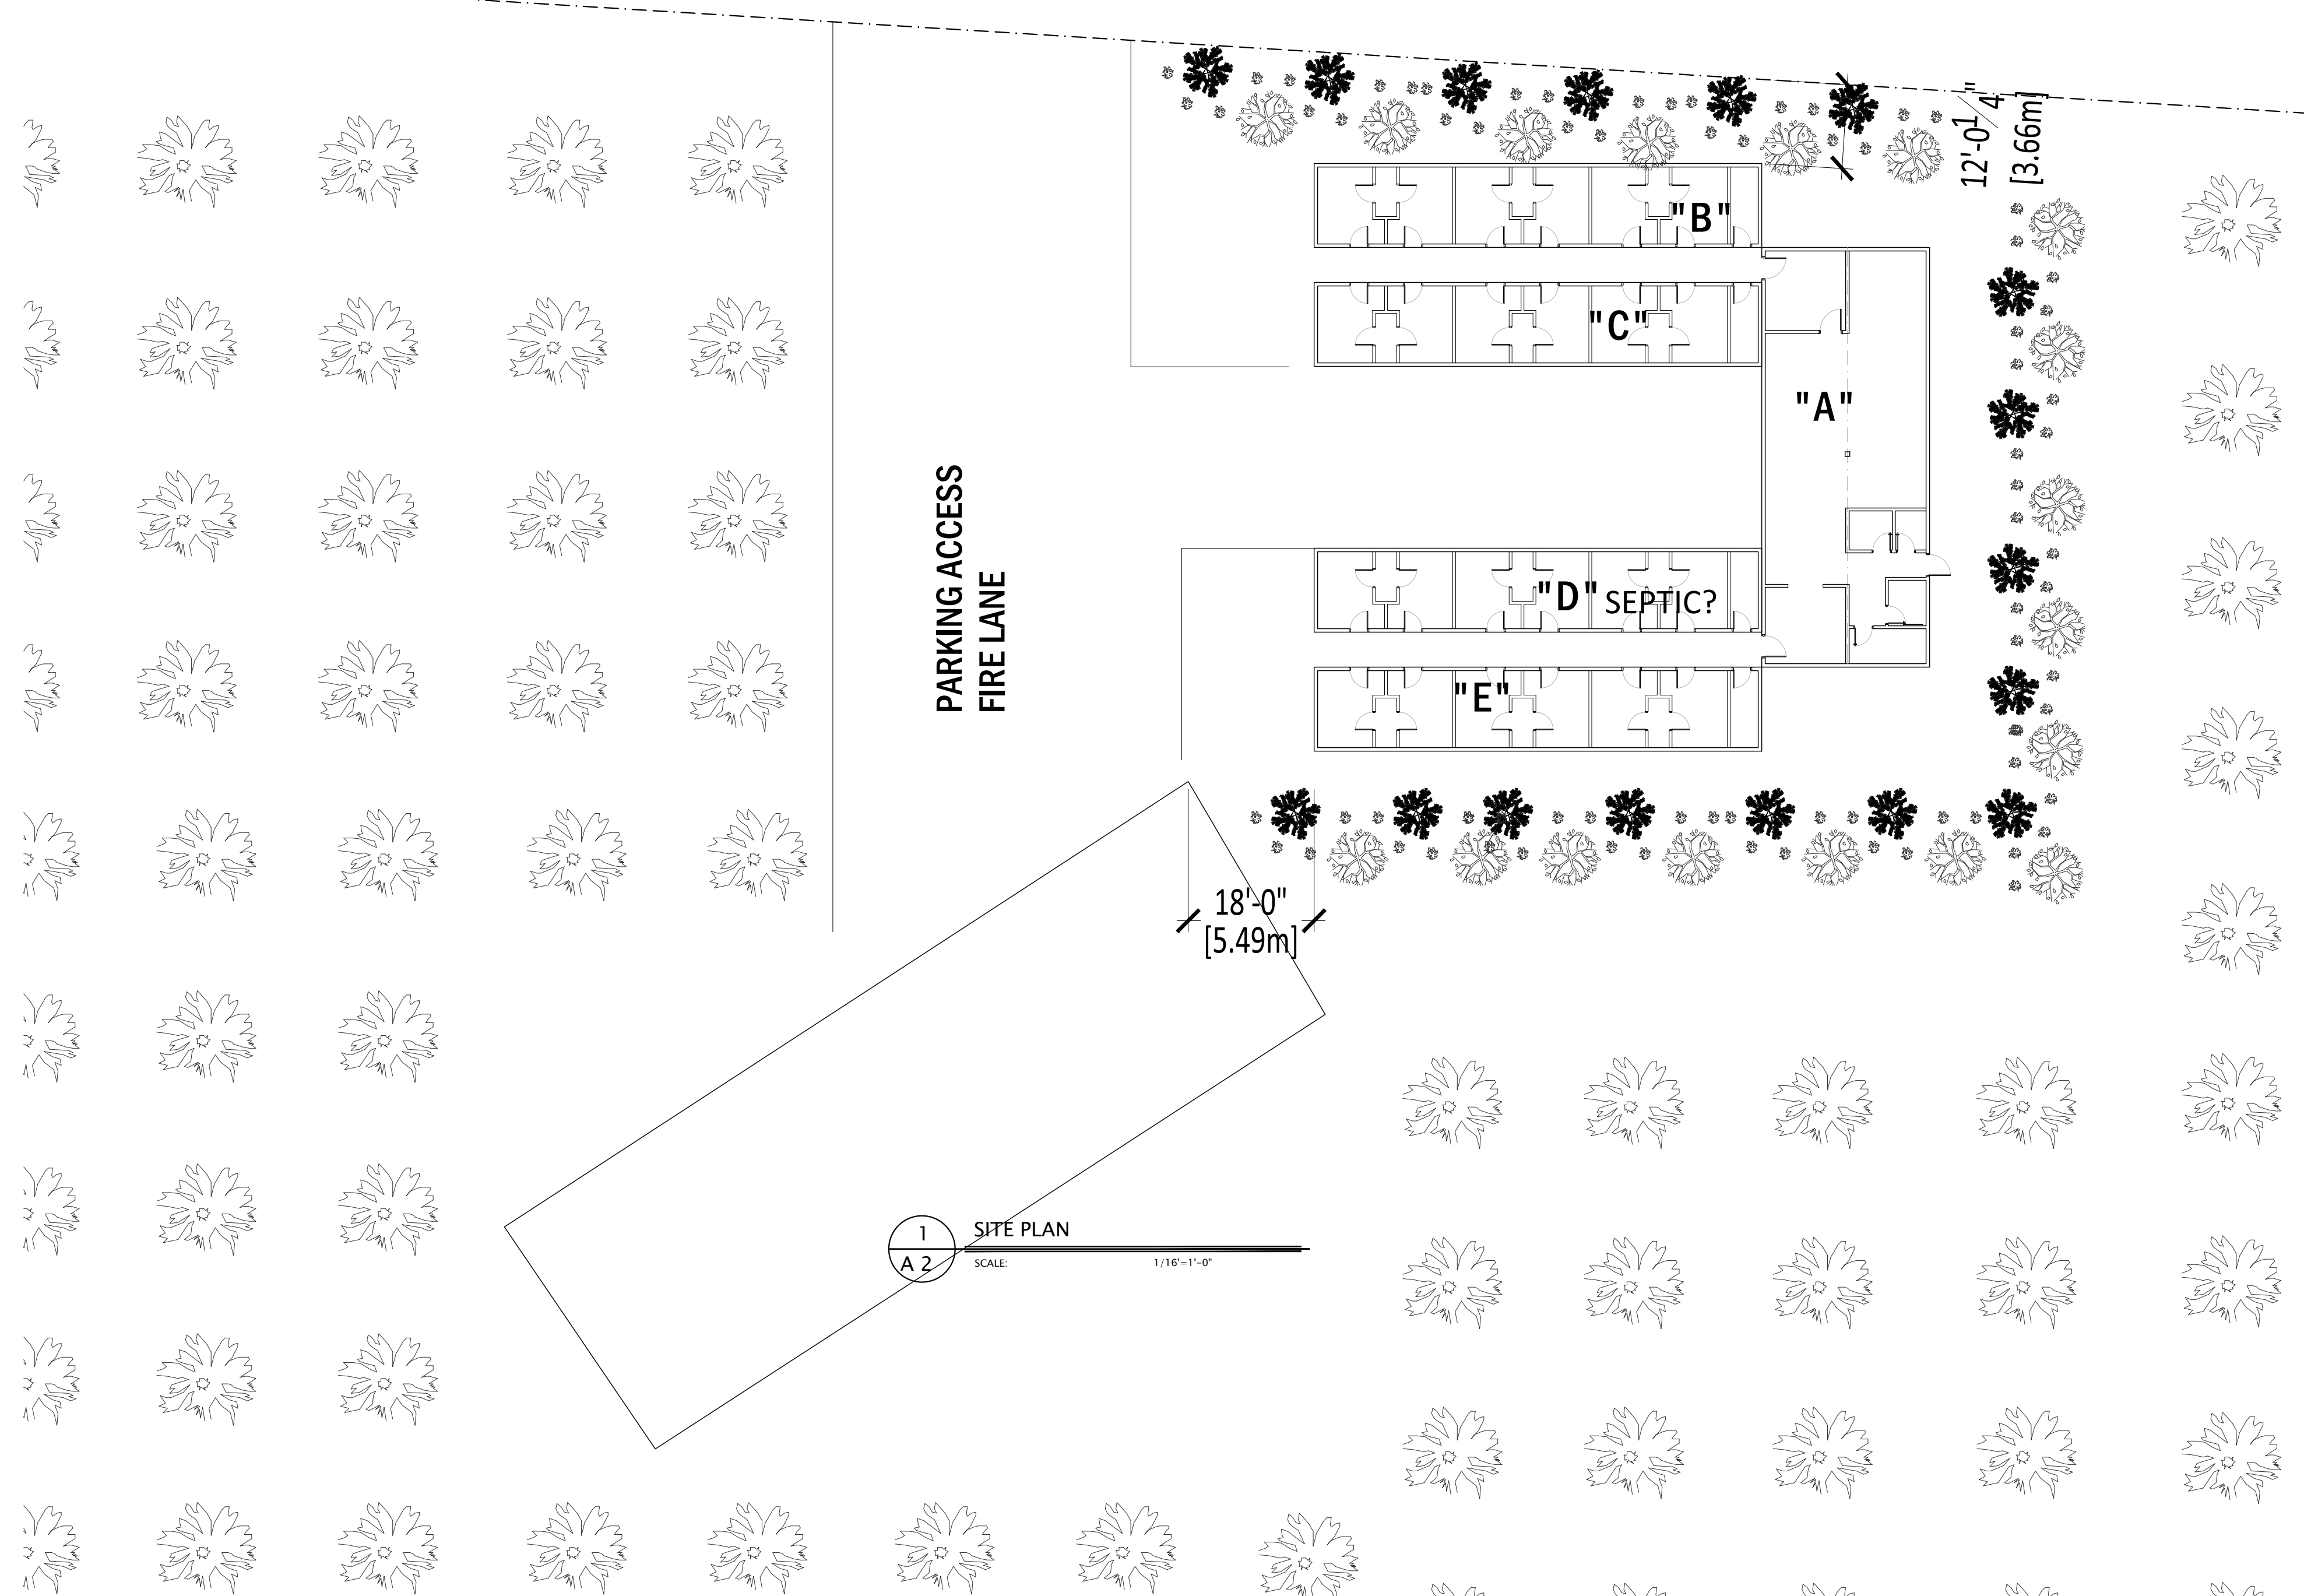 12'-0 1/4"
[3.66m]
"B"
"C"
"A"
PARKING ACCESS
FIRE LANE
"D" SEPTIC?
"E"
18'-0"
[5.49m]
1
SITE PLAN
A 2
SCALE: 1/16'=1'-0"